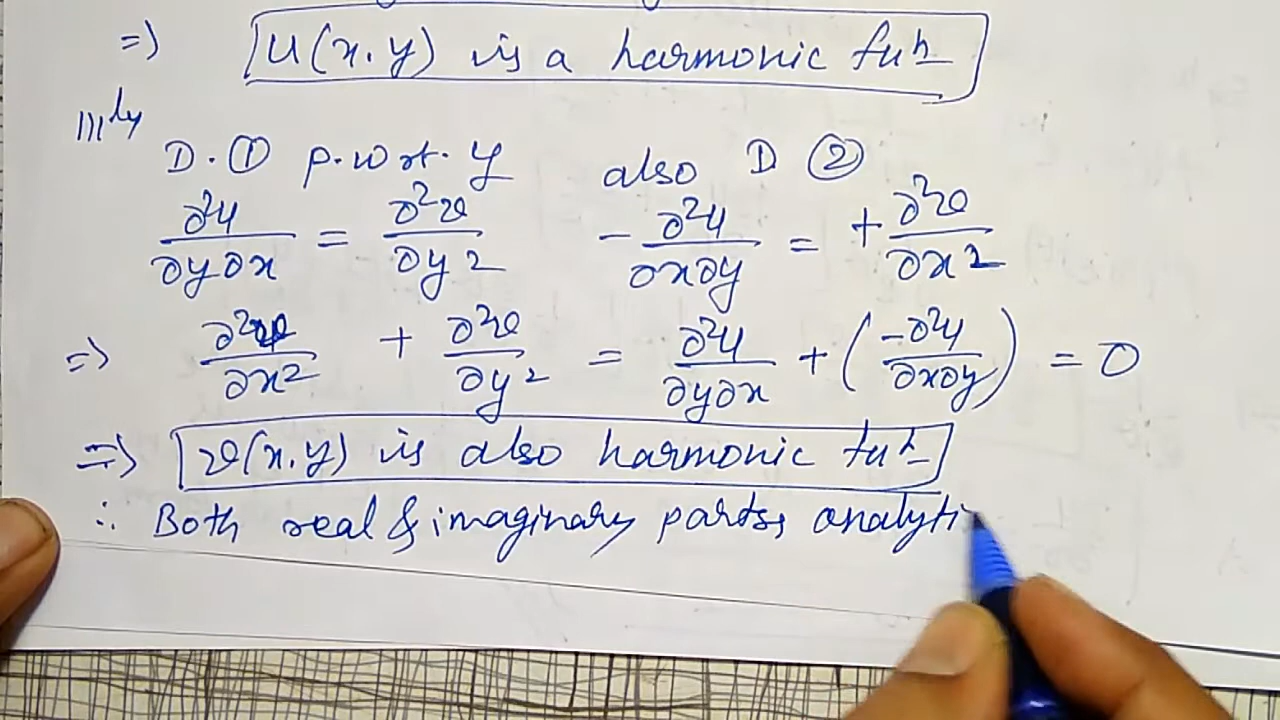 => u(x, y) is a harmonic fuⁿ
|||ly
D. ① p. w. r. t. y also D ②
∂²u/∂y∂x = ∂²v/∂y² - ∂²u/∂x∂y = + ∂²v/∂x²
=> ∂²v/∂x² + ∂²v/∂y² = ∂²u/∂y∂x + (-∂²u/∂x∂y) = 0
=> v(x, y) is also harmonic fuⁿ
∴ Both real & imaginary parts, analyti